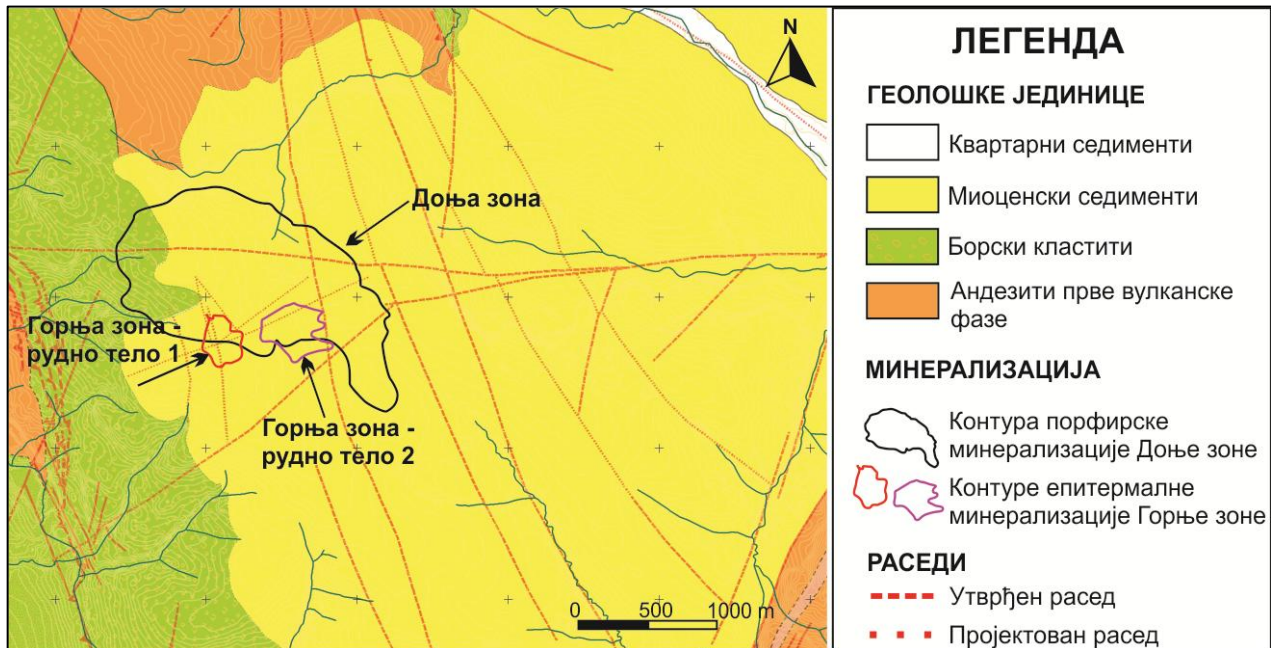 N
Доња зона
Горња зона -
рудно тело 1
Горња зона -
рудно тело 2
0 500 1000 m
ЛЕГЕНДА
ГЕОЛОШКЕ ЈЕДИНИЦЕ
Квартарни седименти
Миоценски седименти
Борски кластити
Андезити прве вулканске
фазе
МИНЕРАЛИЗАЦИЈА
Контура порфирске
минерализације Доње зоне
Контуре епитермалне
минерализације Горње зоне
РАСЕДИ
Утврђен расед
Пројектован расед